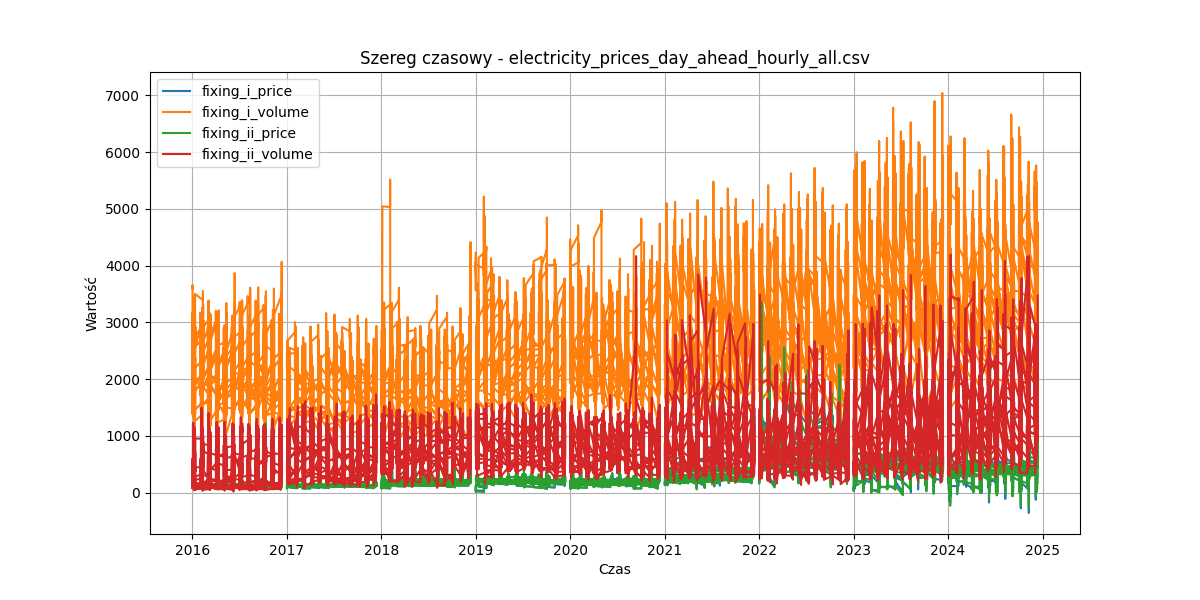 Szereg czasowy - electricity_prices_day_ahead_hourly_all.csv
fixing_i_price
fixing_i_volume
fixing_ii_price
fixing_ii_volume
Wartość
7000
6000
5000
4000
3000
2000
1000
0
2016 2017 2018 2019 2020 2021 2022 2023 2024 2025
Czas